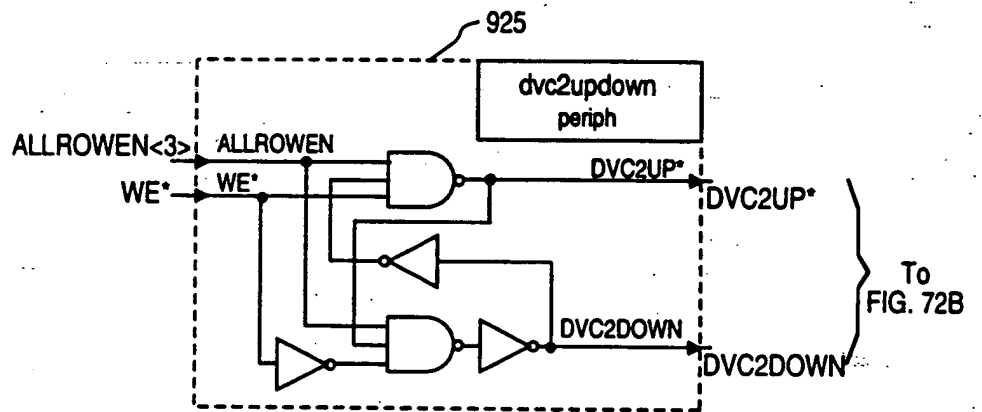 925
dvc2updown
periph
ALLROWEN<3>
ALLROWEN
WE*
WE*
DVC2UP*
DVC2UP*
To
FIG. 72B
DVC2DOWN
DVC2DOWN